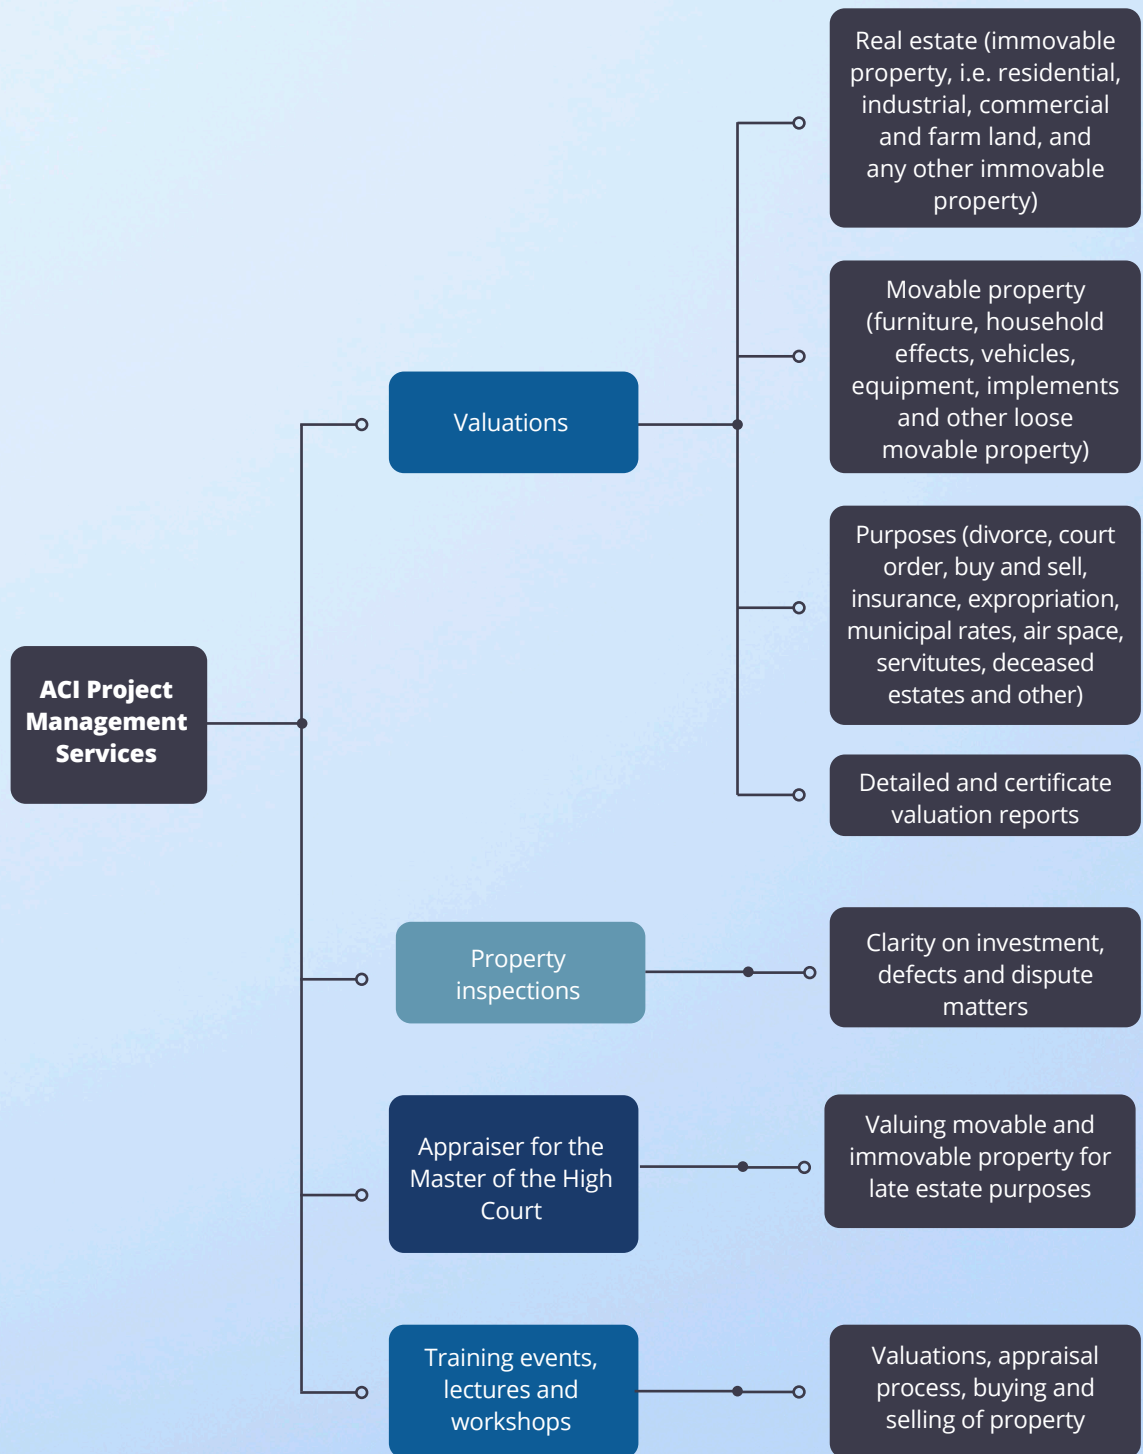 ACI Project
Management
Services
Valuations
Real estate (immovable
property, i.e. residential,
industrial, commercial
and farm land, and
any other immovable
property)
Movable property
(furniture, household
effects, vehicles,
equipment, implements
and other loose
movable property)
Purposes (divorce, court
order, buy and sell,
insurance, expropriation,
municipal rates, air space,
servitutes, deceased
estates and other)
Detailed and certificate
valuation reports
Property
inspections
Clarity on investment,
defects and dispute
matters
Appraiser for the
Master of the High
Court
Valuing movable and
immovable property for
late estate purposes
Training events,
lectures and
workshops
Valuations, appraisal
process, buying and
selling of property